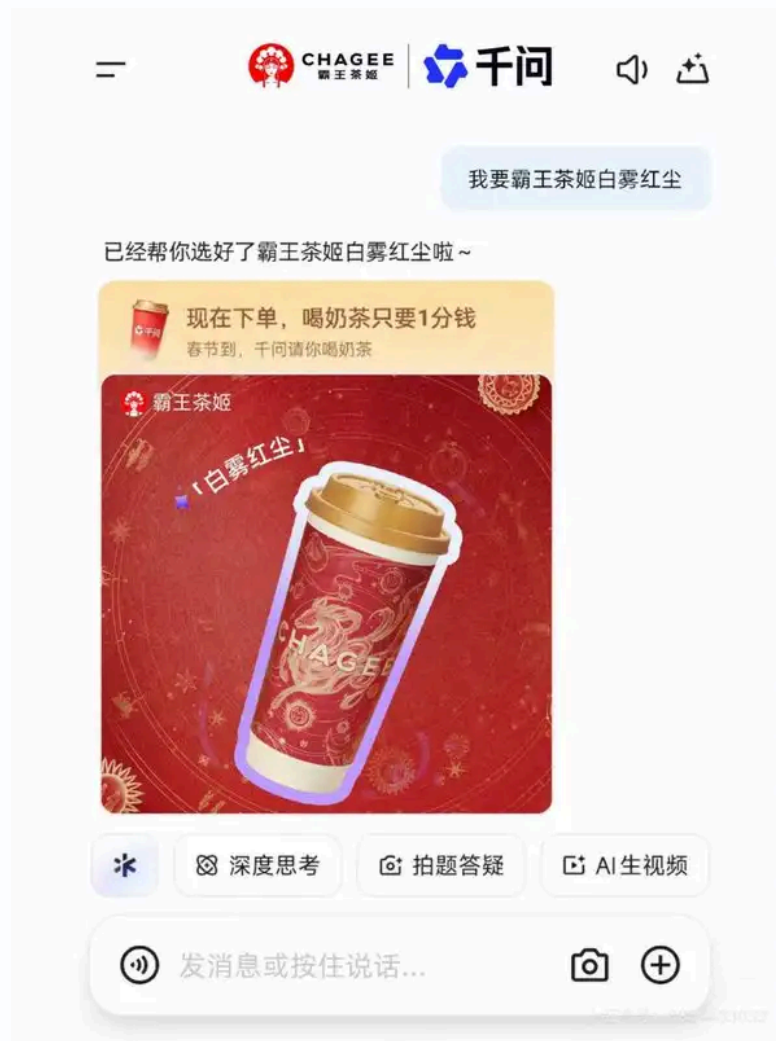 CHAGEE
霸王茶姬
千问
我要霸王茶姬白雾红尘
已经帮你选好了霸王茶姬白雾红尘啦~
千问
现在下单，喝奶茶只要1分钱
春节到，千问请你喝奶茶
霸王茶姬
「白雾红尘」
CHAGEE
深度思考
拍题答疑
AI生视频
发消息或按住说话...